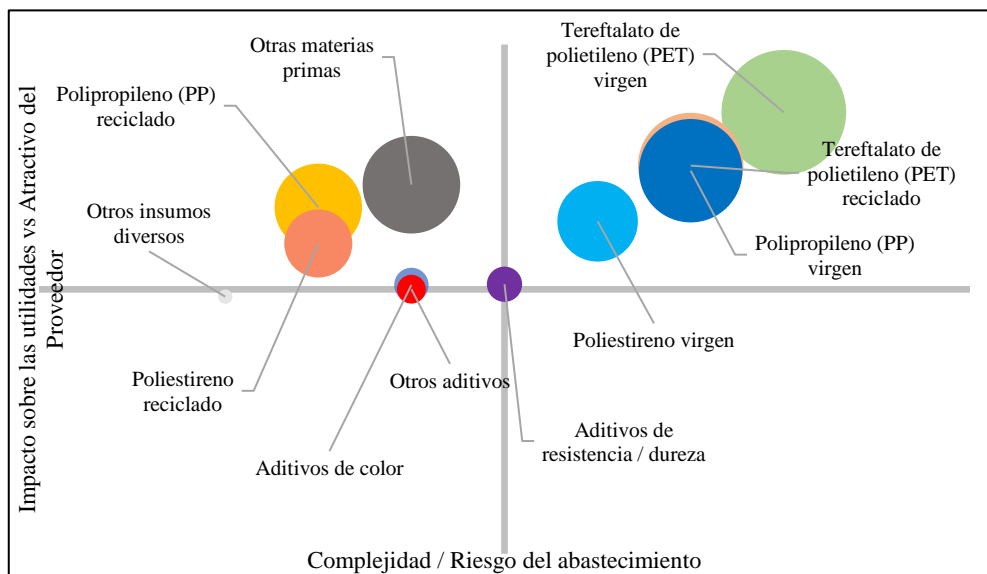 Impacto sobre las utilidades vs Atractivo del
Proveedor
Otras materias
primas
Tereftalato de
polietileno (PET)
virgen
Polipropileno (PP)
reciclado
Tereftalato de
polietileno (PET)
reciclado
Otros insumos
diversos
Polipropileno (PP)
virgen
Poliestireno virgen
Poliestireno
reciclado
Otros aditivos
Aditivos de
resistencia / dureza
Aditivos de color
Complejidad / Riesgo del abastecimiento